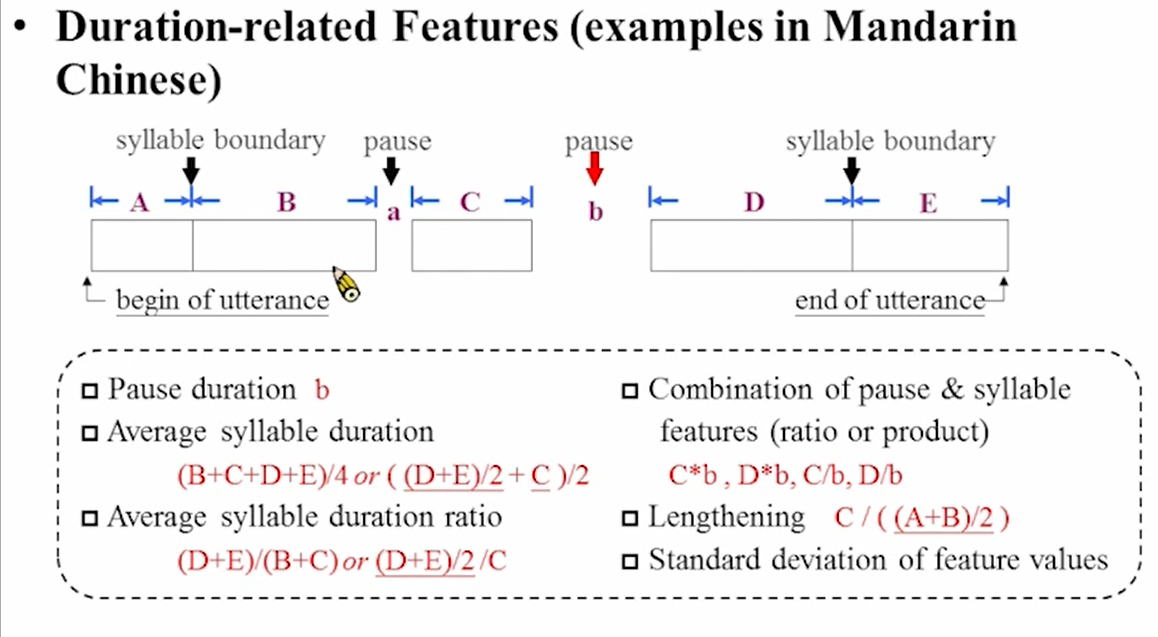 • Duration-related Features (examples in Mandarin
Chinese)
syllable boundary
pause
pause
syllable boundary
A
B
a
C
b
D
E
begin of utterance
end of utterance
Pause duration b
Average syllable duration
(B+C+D+E)/4 or ( (D+E)/2 + C )/2
Average syllable duration ratio
(D+E)/(B+C) or (D+E)/2 /C
Combination of pause & syllable
features (ratio or product)
C*b , D*b, C/b, D/b
Lengthening C / ( (A+B)/2 )
Standard deviation of feature values